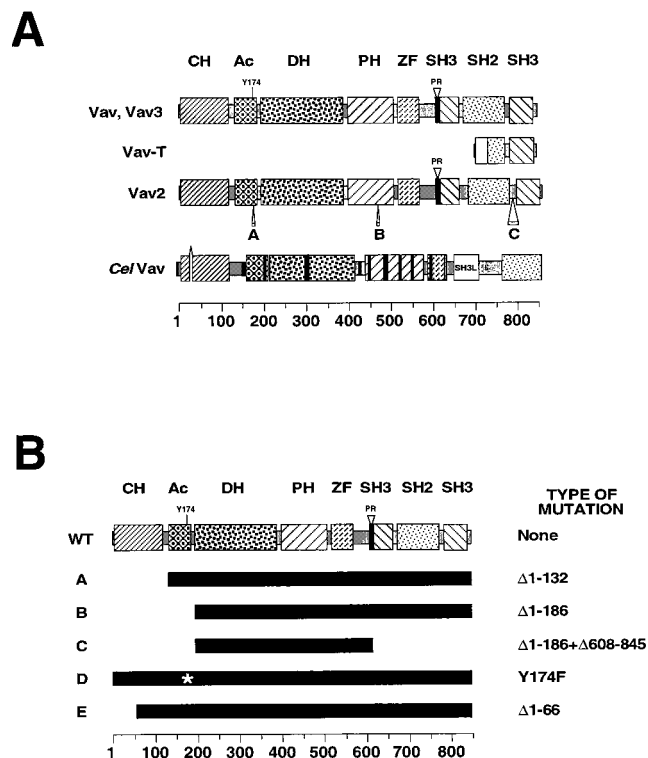 A
CH Ac DH PH ZF SH3 SH2 SH3
Y174 PR
Vav, Vav3
Vav-T
PR
Vav2
A B C
Cel Vav SH3L
1 100 200 300 400 500 600 700 800
B
CH Ac DH PH ZF SH3 SH2 SH3 TYPE OF MUTATION
Y174 PR
WT None
A Δ1-132
B Δ1-186
C Δ1-186+Δ608-845
D * Y174F
E Δ1-66
1 100 200 300 400 500 600 700 800